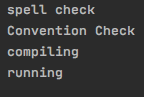 spell check
Convention Check
compiling
running